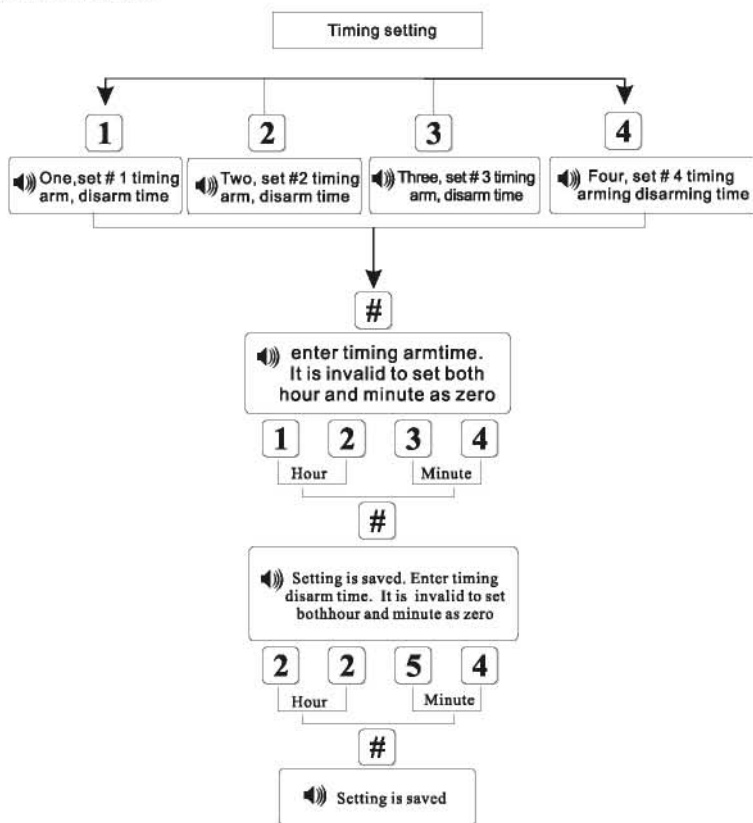 Timing setting
1
2
3
4
One,set # 1 timing
arm, disarm time
Two, set #2 timing
arm, disarm time
Three, set # 3 timing
arm, disarm time
Four, set # 4 timing
arming disarming time
#
enter timing armtime.
It is invalid to set both
hour and minute as zero
1 2 3 4
Hour Minute
#
Setting is saved. Enter timing
disarm time. It is invalid to set
bothhour and minute as zero
2 2 5 4
Hour Minute
#
Setting is saved